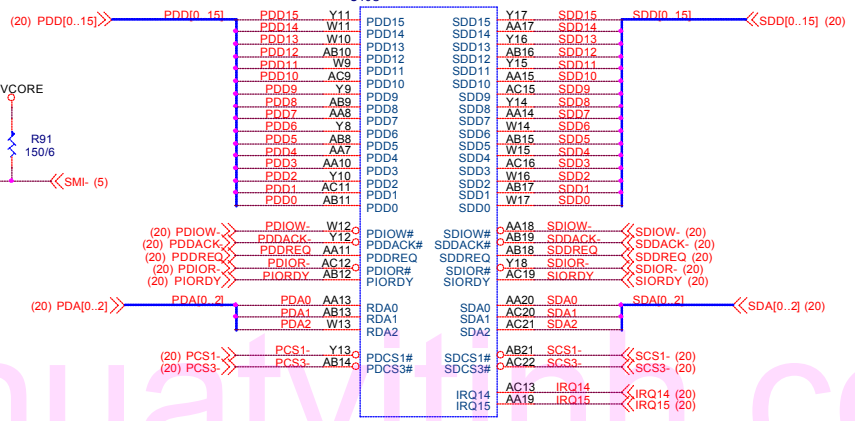 (20) PDD[0..15] PDD[0..15] PDD15 Y11 PDD15 SDD15 Y17 SDD15 SDD[0..15] SDD[0..15] (20)
PDD14 W11 PDD14 SDD14 AA17 SDD14
PDD13 W10 PDD13 SDD13 Y16 SDD13
PDD12 AB10 PDD12 SDD12 AB16 SDD12
PDD11 W9 PDD11 SDD11 Y15 SDD11
PDD10 AC9 PDD10 SDD10 AA15 SDD10
VCORE PDD9 Y9 PDD9 SDD9 AC15 SDD9
PDD8 AB9 PDD8 SDD8 Y14 SDD8
PDD7 AA8 PDD7 SDD7 AA14 SDD7
PDD6 Y8 PDD6 SDD6 W14 SDD6
R91 PDD5 AB8 PDD5 SDD5 AB15 SDD5
150/6 PDD4 AA7 PDD4 SDD4 W15 SDD4
PDD3 AA10 PDD3 SDD3 AC16 SDD3
PDD2 Y10 PDD2 SDD2 W16 SDD2
SMI- (5) PDD1 AC11 PDD1 SDD1 AB17 SDD1
PDD0 AB11 PDD0 SDD0 W17 SDD0
(20) PDIOW- PDIOW- W12 PDIOW# SDIOW# AA18 SDIOW- SDIOW- (20)
(20) PDDACK- PDDACK- Y12 PDDACK# SDDACK# AB19 SDDACK- SDDACK- (20)
(20) PDDREQ PDDREQ AA11 PDDREQ SDDREQ AB18 SDDREQ SDDREQ (20)
(20) PDIOR- PDIOR- AC12 PDIOR# SDIOR# Y18 SDIOR- SDIOR- (20)
(20) PIORDY PIORDY AB12 PIORDY SIORDY AC19 SIORDY SIORDY (20)
(20) PDA[0..2] PDA[0..2] PDA0 AA13 RDA0 SDA0 AA20 SDA0 SDA[0..2] SDA[0..2] (20)
PDA1 AB13 RDA1 SDA1 AC20 SDA1
PDA2 W13 RDA2 SDA2 AC21 SDA2
(20) PCS1- PCS1- Y13 PDCS1# SDCS1# AB21 SCS1- SCS1- (20)
(20) PCS3- PCS3- AB14 PDCS3# SDCS3# AC22 SCS3- SCS3- (20)
IRQ14 AC13 IRQ14 IRQ14 (20)
IRQ15 AA19 IRQ15 IRQ15 (20)